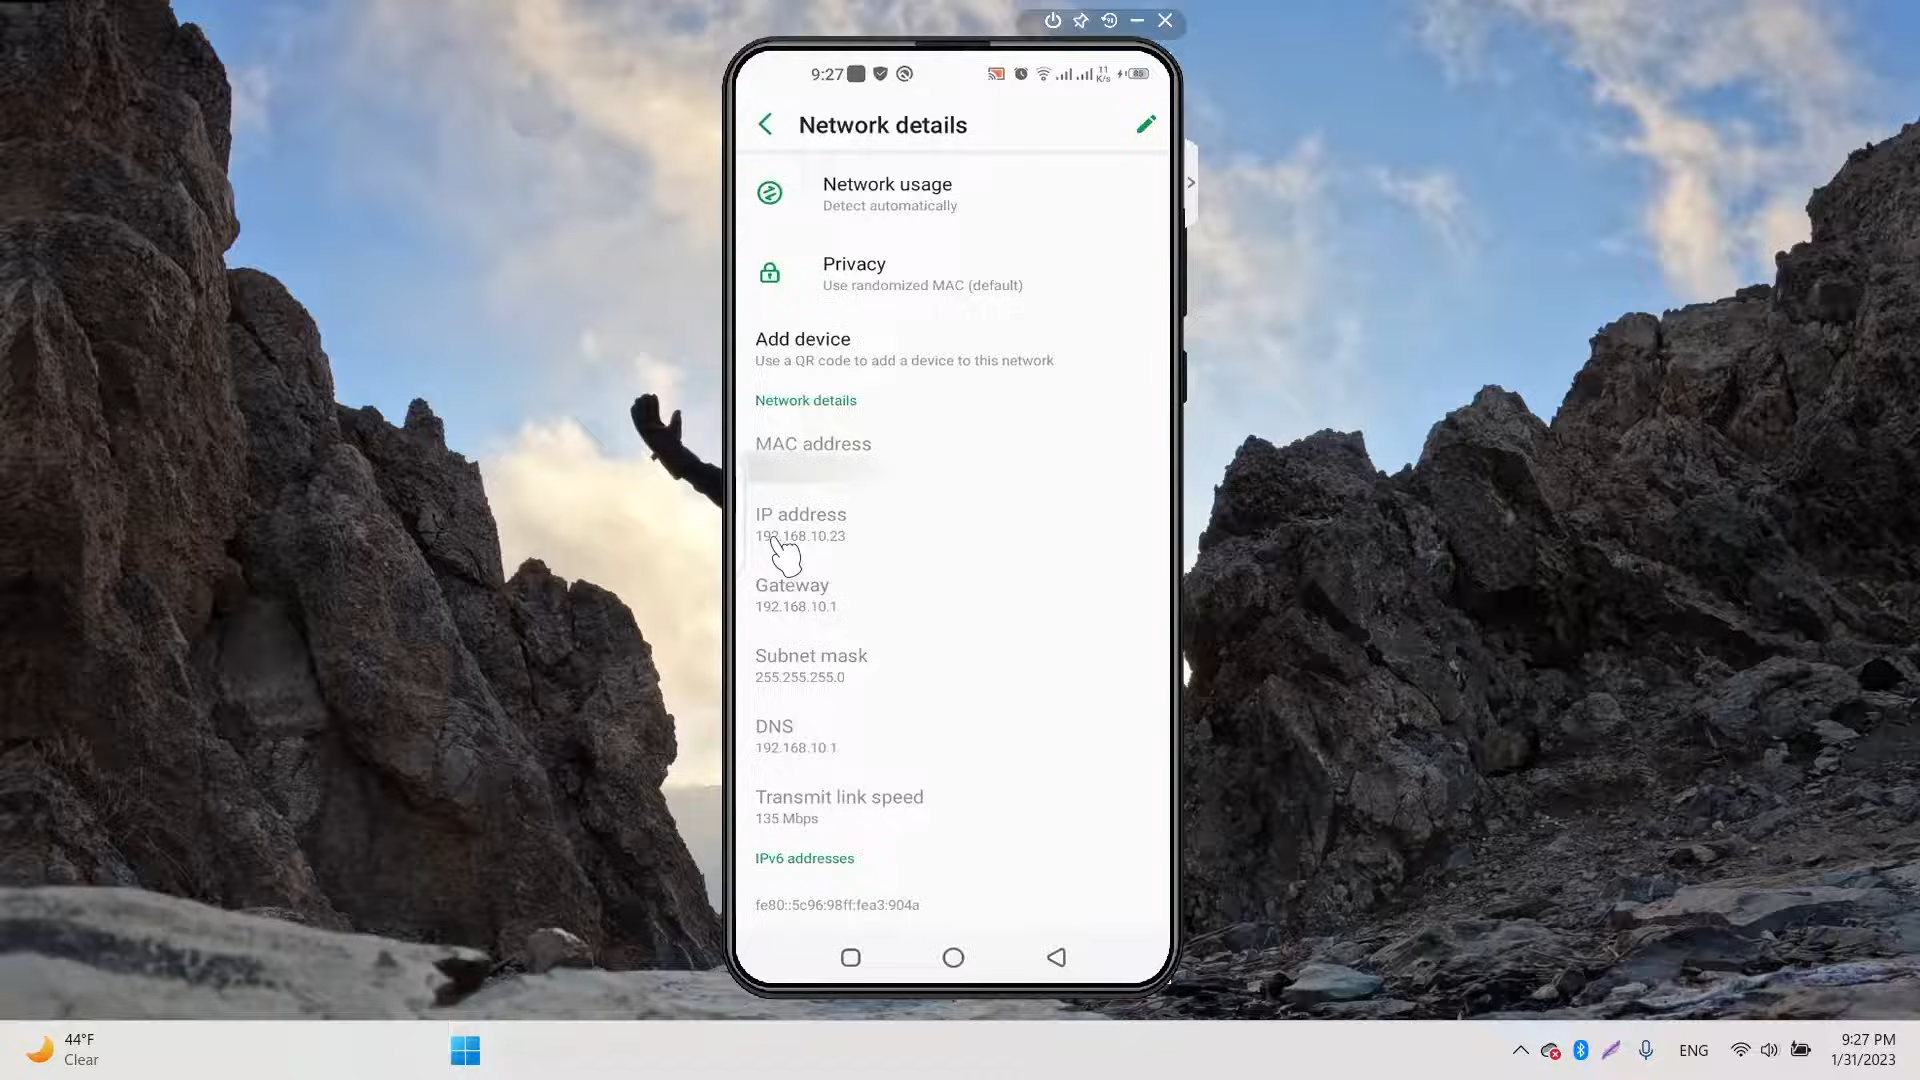 9:27
11
K/s
85
Network details
Network usage
Detect automatically
Privacy
Use randomized MAC (default)
Add device
Use a QR code to add a device to this network
Network details
MAC address
IP address
192.168.10.23
Gateway
192.168.10.1
Subnet mask
255.255.255.0
DNS
192.168.10.1
Transmit link speed
135 Mbps
IPv6 addresses
fe80::5c96:98ff:fea3:904a
44°F
Clear
ENG
9:27 PM
1/31/2023